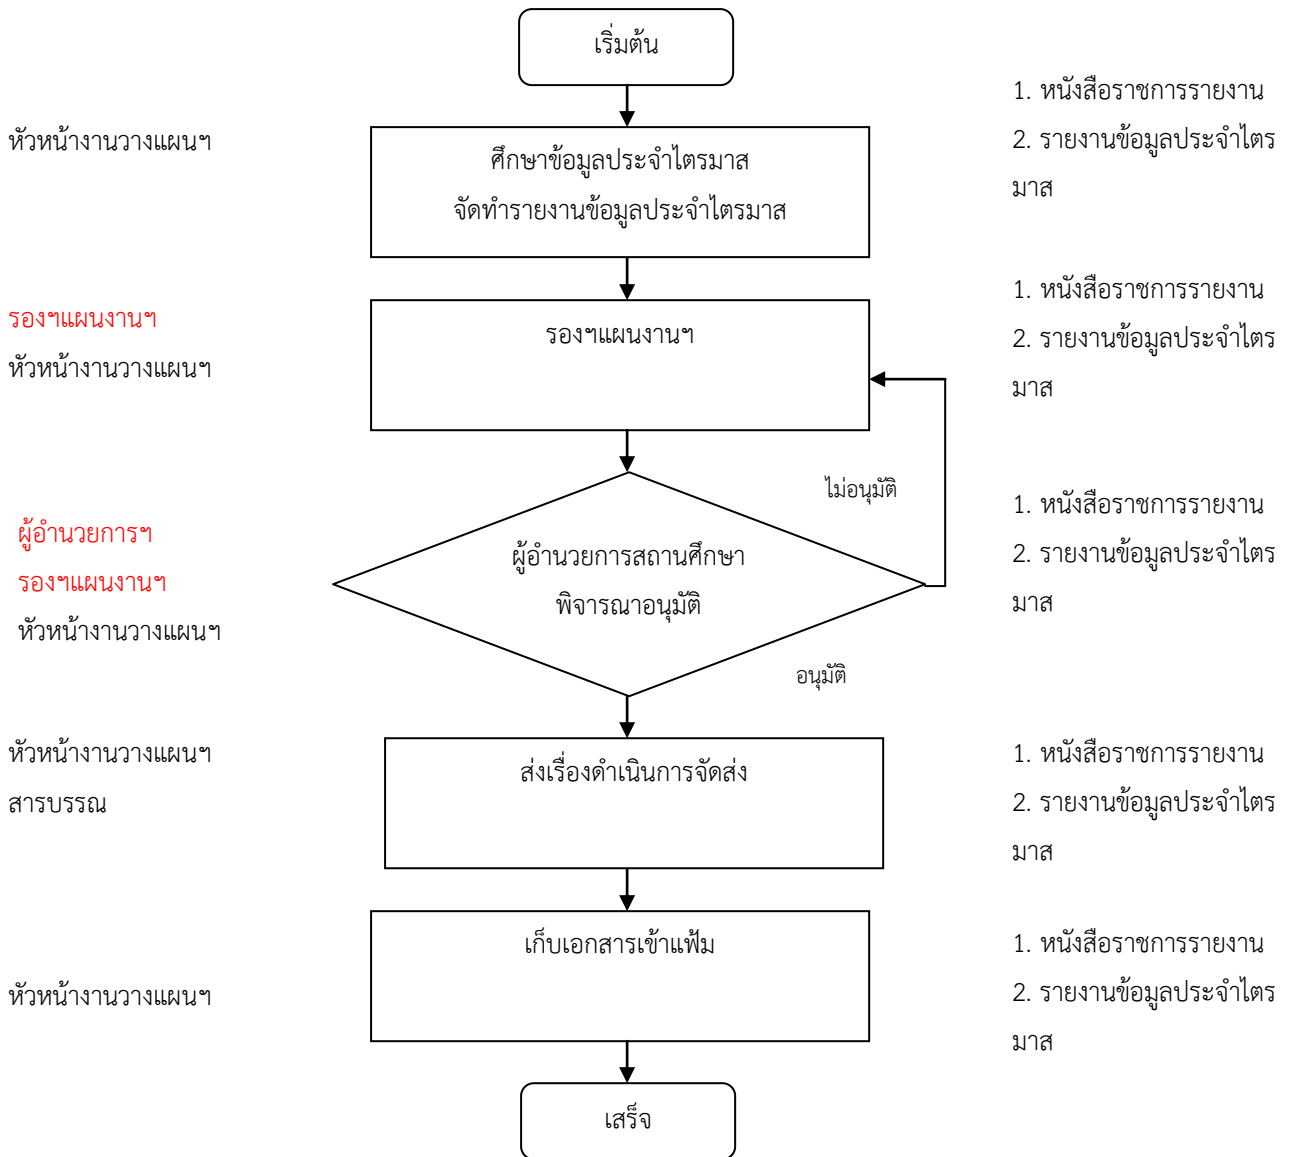 เริ่มต้น
หัวหน้างานวางแผนฯ
ศึกษาข้อมูลประจำไตรมาส
จัดทำรายงานข้อมูลประจำไตรมาส
1. หนังสือราชการรายงาน
2. รายงานข้อมูลประจำไตร
มาส
รองฯแผนงานฯ
หัวหน้างานวางแผนฯ
รองฯแผนงานฯ
1. หนังสือราชการรายงาน
2. รายงานข้อมูลประจำไตร
มาส
ไม่อนุมัติ
ผู้อำนวยการฯ
รองฯแผนงานฯ
หัวหน้างานวางแผนฯ
ผู้อำนวยการสถานศึกษา
พิจารณาอนุมัติ
1. หนังสือราชการรายงาน
2. รายงานข้อมูลประจำไตร
มาส
อนุมัติ
หัวหน้างานวางแผนฯ
สารบรรณ
ส่งเรื่องดำเนินการจัดส่ง
1. หนังสือราชการรายงาน
2. รายงานข้อมูลประจำไตร
มาส
หัวหน้างานวางแผนฯ
เก็บเอกสารเข้าแฟ้ม
1. หนังสือราชการรายงาน
2. รายงานข้อมูลประจำไตร
มาส
เสร็จ